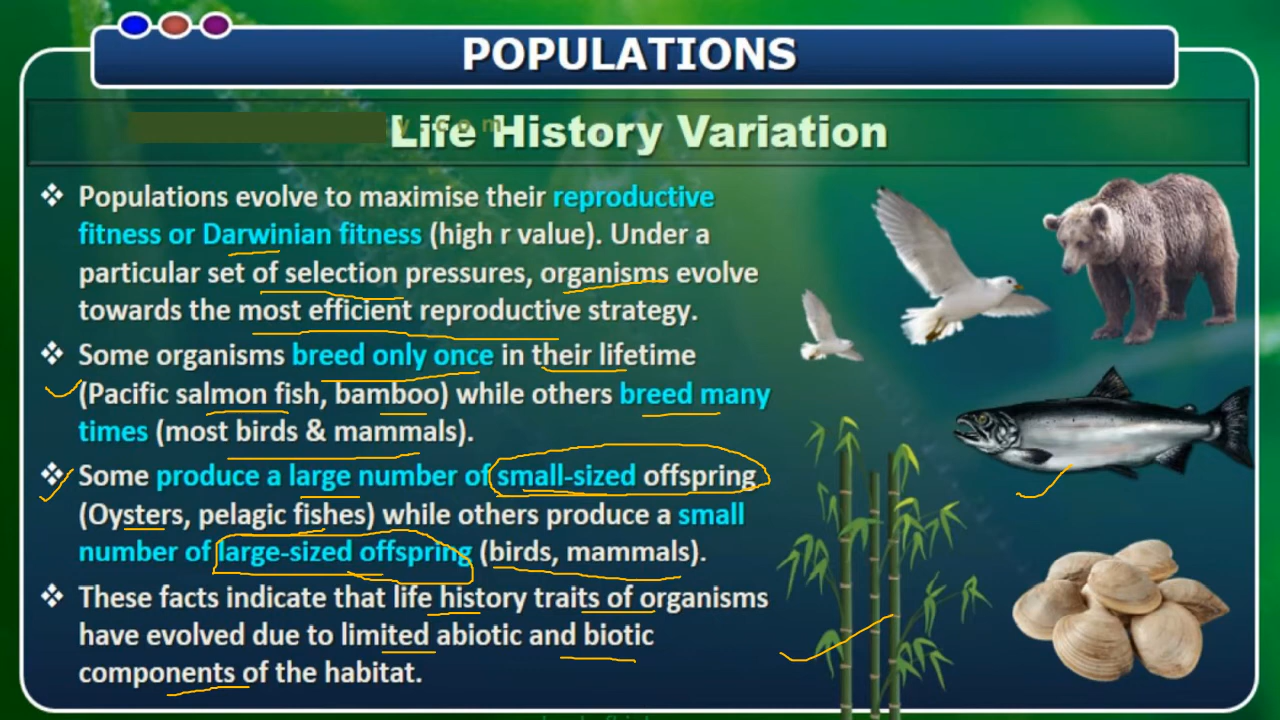 POPULATIONS
Life History Variation
❖ Populations evolve to maximise their reproductive
fitness or Darwinian fitness (high r value). Under a
particular set of selection pressures, organisms evolve
towards the most efficient reproductive strategy.
❖ Some organisms breed only once in their lifetime
(Pacific salmon fish, bamboo) while others breed many
times (most birds & mammals).
❖ Some produce a large number of small-sized offspring
(Oysters, pelagic fishes) while others produce a small
number of large-sized offspring (birds, mammals).
❖ These facts indicate that life history traits of organisms
have evolved due to limited abiotic and biotic
components of the habitat.